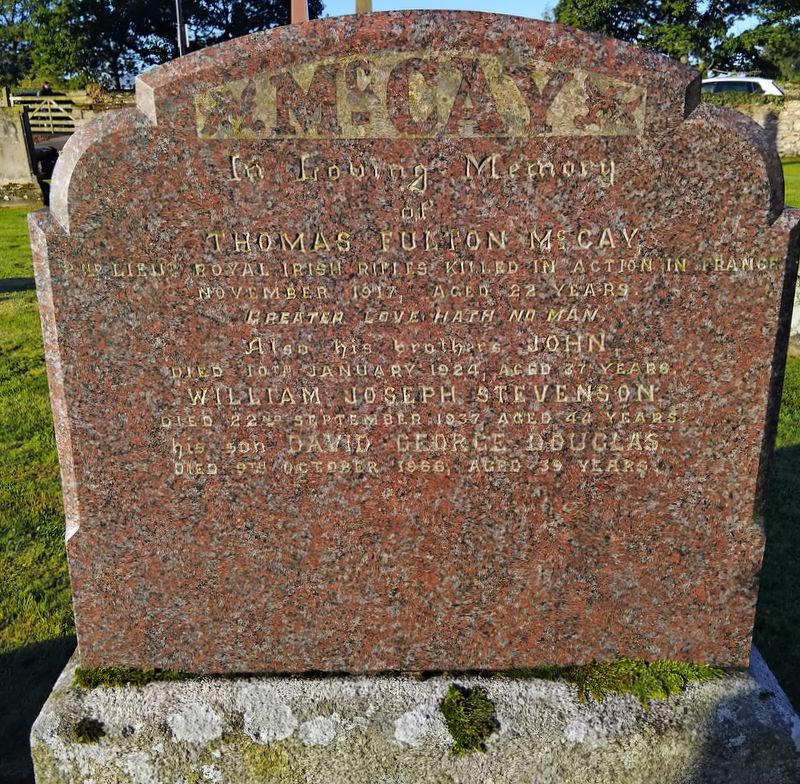 McCAY
In Loving Memory
of
THOMAS FULTON McCAY,
2ND LIEUT ROYAL IRISH RIFLES KILLED IN ACTION IN FRANCE
NOVEMBER 1917, AGED 22 YEARS.
GREATER LOVE HATH NO MAN.
Also his brothers JOHN,
DIED 10TH JANUARY 1924, AGED 37 YEARS.
WILLIAM JOSEPH STEVENSON,
DIED 22ND SEPTEMBER 1937, AGED 44 YEARS.
his son DAVID GEORGE DOUGLAS,
DIED 9TH OCTOBER 1966, AGED 39 YEARS.